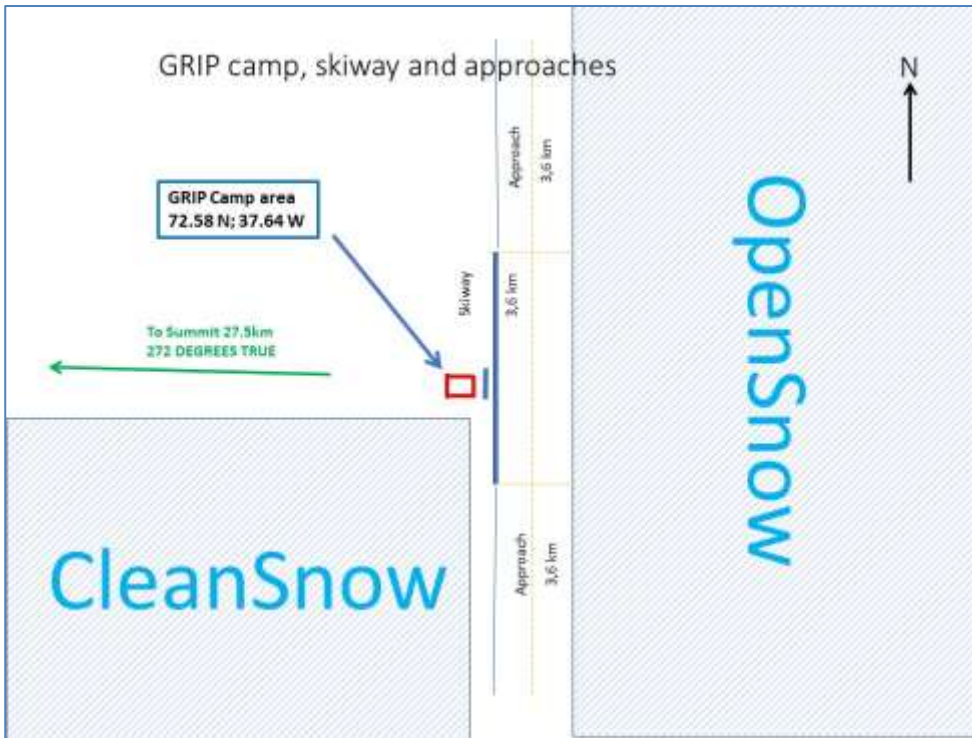 GRIP camp, skiway and approaches
N
Approach
3,6 km
GRIP Camp area
72.58 N; 37.64 W
Skiway
3,6 km
To Summit 27,5km
272 DEGREES TRUE
OpenSnow
CleanSnow
Approach
3,6 km